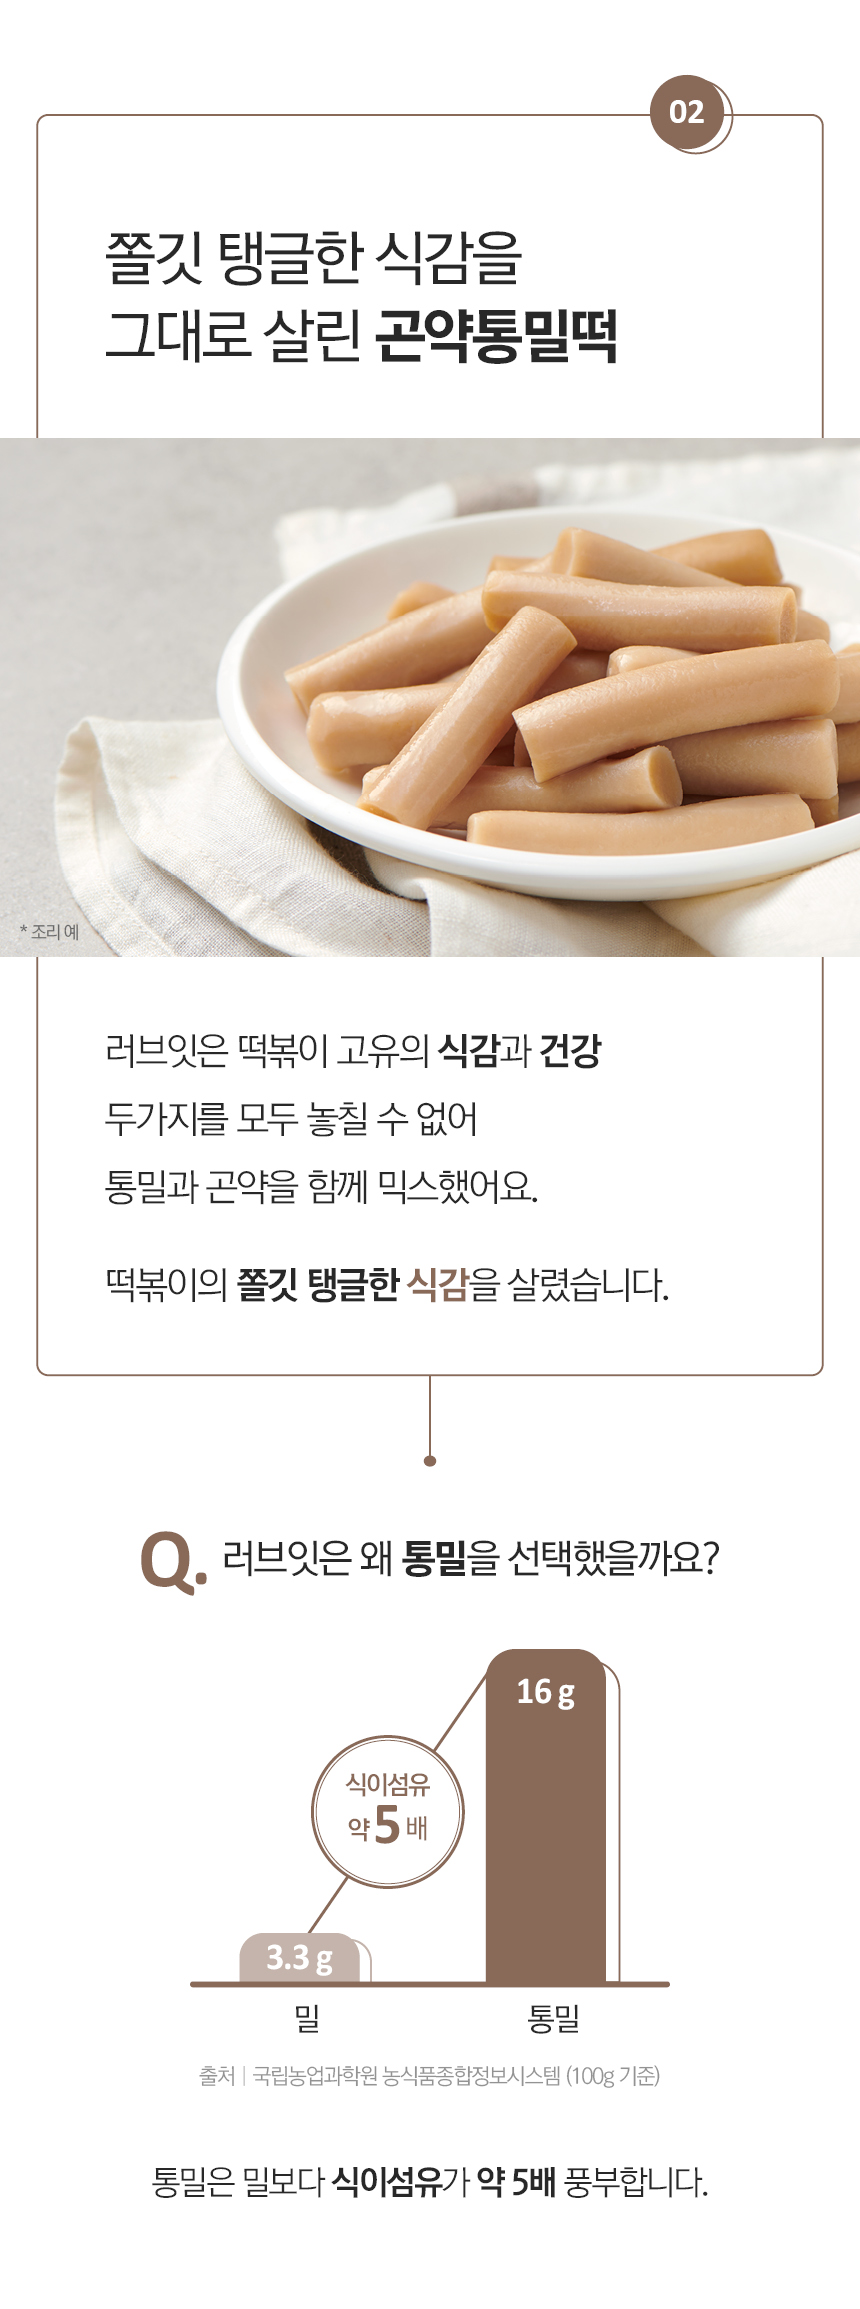 02
쫄깃 탱글한 식감을
그대로 살린 곤약통밀떡
* 조리 예
러브잇은 떡볶이 고유의 식감과 건강
두가지를 모두 놓칠 수 없어
통밀과 곤약을 함께 믹스했어요.
떡볶이의 쫄깃 탱글한 식감을 살렸습니다.
Q. 러브잇은 왜 통밀을 선택했을까요?
16 g
식이섬유
약 5 배
3.3 g
밀 통밀
출처 | 국립농업과학원 농식품종합정보시스템 (100g 기준)
통밀은 밀보다 식이섬유가 약 5배 풍부합니다.